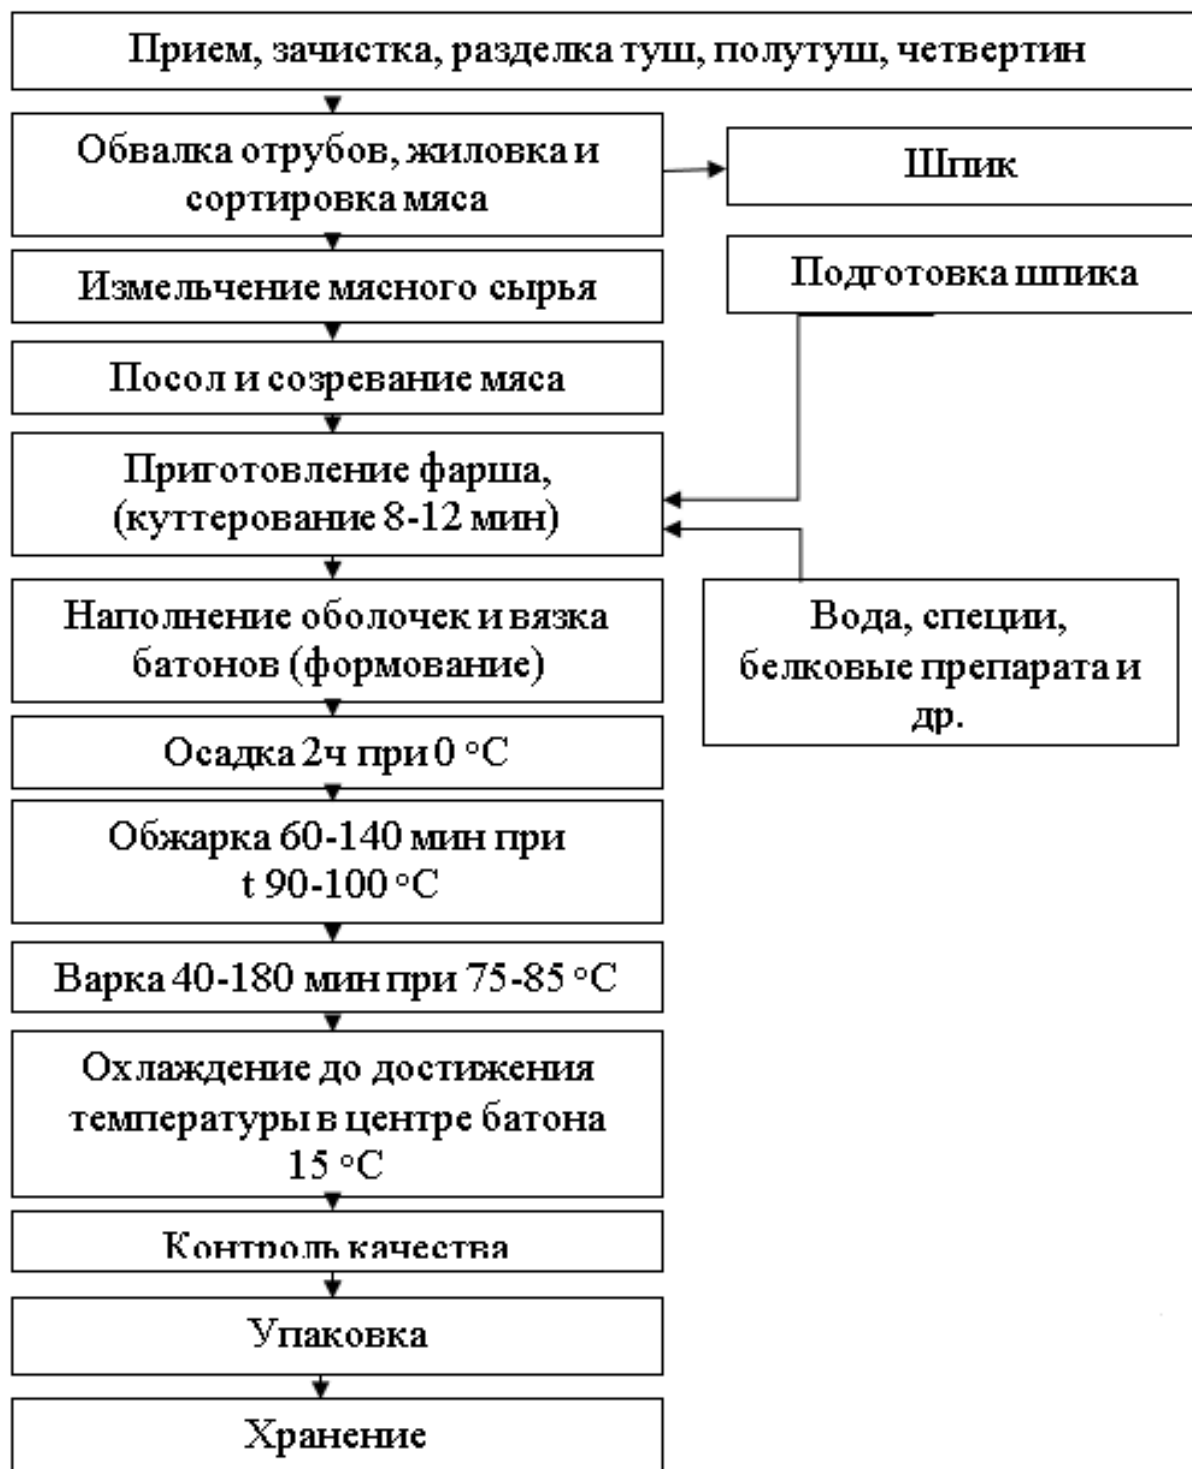 Прием, зачистка, разделка туш, полутуш, четвертин
Обвалка отрубов, жиловка и
сортировка мяса
Шпик
Измельчение мясного сырья
Подготовка шпика
Посол и созревание мяса
Приготовление фарша,
(куттерование 8-12 мин)
Наполнение оболочек и вязка
батонов (формование)
Вода, специи,
белковые препарата и
др.
Осадка 2ч при 0 °С
Обжарка 60-140 мин при
t 90-100 °С
Варка 40-180 мин при 75-85 °С
Охлаждение до достижения
температуры в центре батона
15 °С
Контроль качества
Упаковка
Хранение